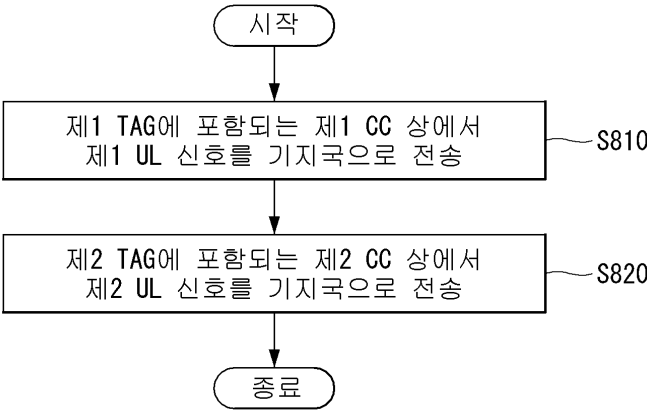 시작
제1 TAG에 포함되는 제1 CC 상에서
제1 UL 신호를 기지국으로 전송
S810
제2 TAG에 포함되는 제2 CC 상에서
제2 UL 신호를 기지국으로 전송
S820
종료